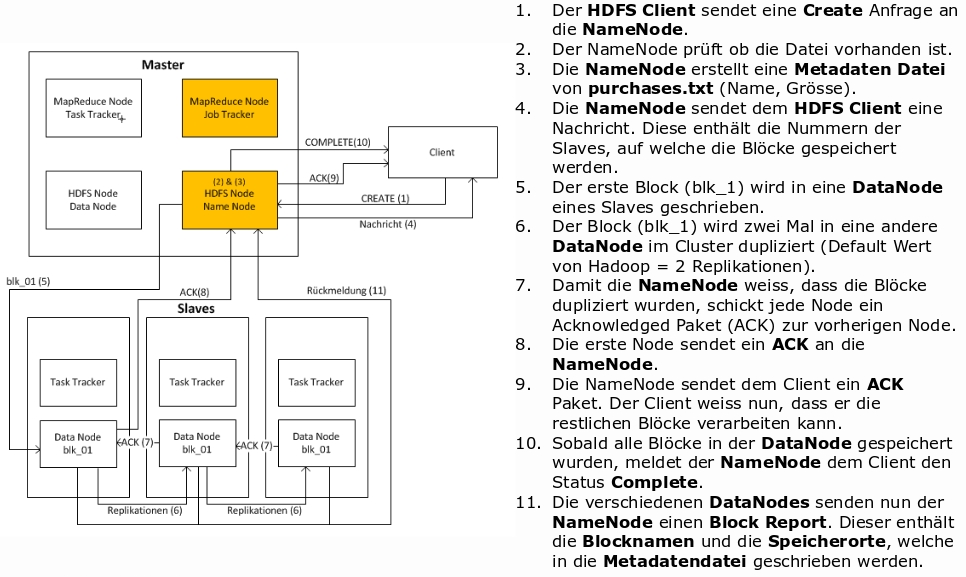 Master
MapReduce Node
Task Tracker
MapReduce Node
Job Tracker
HDFS Node
Data Node
(2) & (3)
HDFS Node
Name Node
COMPLETE(10)
Client
ACK(9)
CREATE (1)
Nachricht (4)
blk_01 (5)
ACK(8)
Rückmeldung (11)
Slaves
Task Tracker
Task Tracker
Task Tracker
Data Node
blk_01
ACK (7)
Data Node
blk_01
ACK (7)
Data Node
blk_01
Replikationen (6)
Replikationen (6)
1. Der HDFS Client sendet eine Create Anfrage an
die NameNode.
2. Der NameNode prüft ob die Datei vorhanden ist.
3. Die NameNode erstellt eine Metadaten Datei
von purchases.txt (Name, Grösse).
4. Die NameNode sendet dem HDFS Client eine
Nachricht. Diese enthält die Nummern der
Slaves, auf welche die Blöcke gespeichert
werden.
5. Der erste Block (blk_1) wird in eine DataNode
eines Slaves geschrieben.
6. Der Block (blk_1) wird zwei Mal in eine andere
DataNode im Cluster dupliziert (Default Wert
von Hadoop = 2 Replikationen).
7. Damit die NameNode weiss, dass die Blöcke
dupliziert wurden, schickt jede Node ein
Acknowledged Paket (ACK) zur vorherigen Node.
8. Die erste Node sendet ein ACK an die
NameNode.
9. Die NameNode sendet dem Client ein ACK
Paket. Der Client weiss nun, dass er die
restlichen Blöcke verarbeiten kann.
10. Sobald alle Blöcke in der DataNode gespeichert
wurden, meldet der NameNode dem Client den
Status Complete.
11. Die verschiedenen DataNodes senden nun der
NameNode einen Block Report. Dieser enthält
die Blocknamen und die Speicherorte, welche
in die Metadatendatei geschrieben werden.